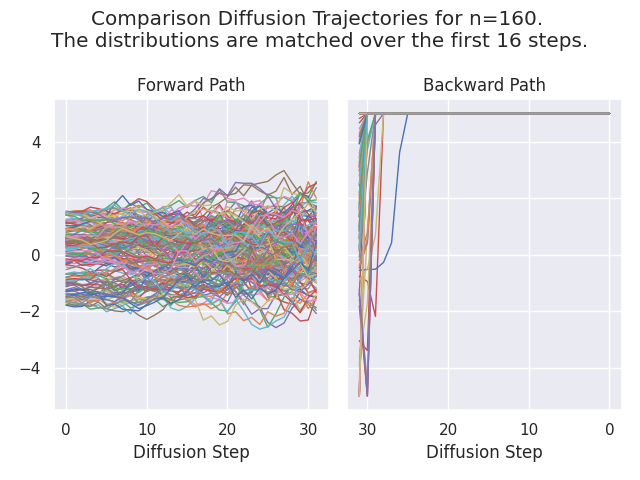 Comparison Diffusion Trajectories for n=160.
The distributions are matched over the first 16 steps.
Forward Path
Backward Path
4
2
0
−2
−4
0 10 20 30
30 20 10 0
Diffusion Step
Diffusion Step